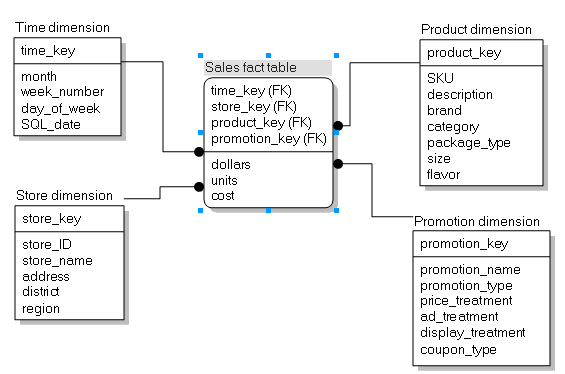 Time dimension
time_key
month
week_number
day_of_week
SQL_date
Sales fact table
time_key (FK)
store_key (FK)
product_key (FK)
promotion_key (FK)
dollars
units
cost
Product dimension
product_key
SKU
description
brand
category
package_type
size
flavor
Store dimension
store_key
store_ID
store_name
address
district
region
Promotion dimension
promotion_key
promotion_name
promotion_type
price_treatment
ad_treatment
display_treatment
coupon_type